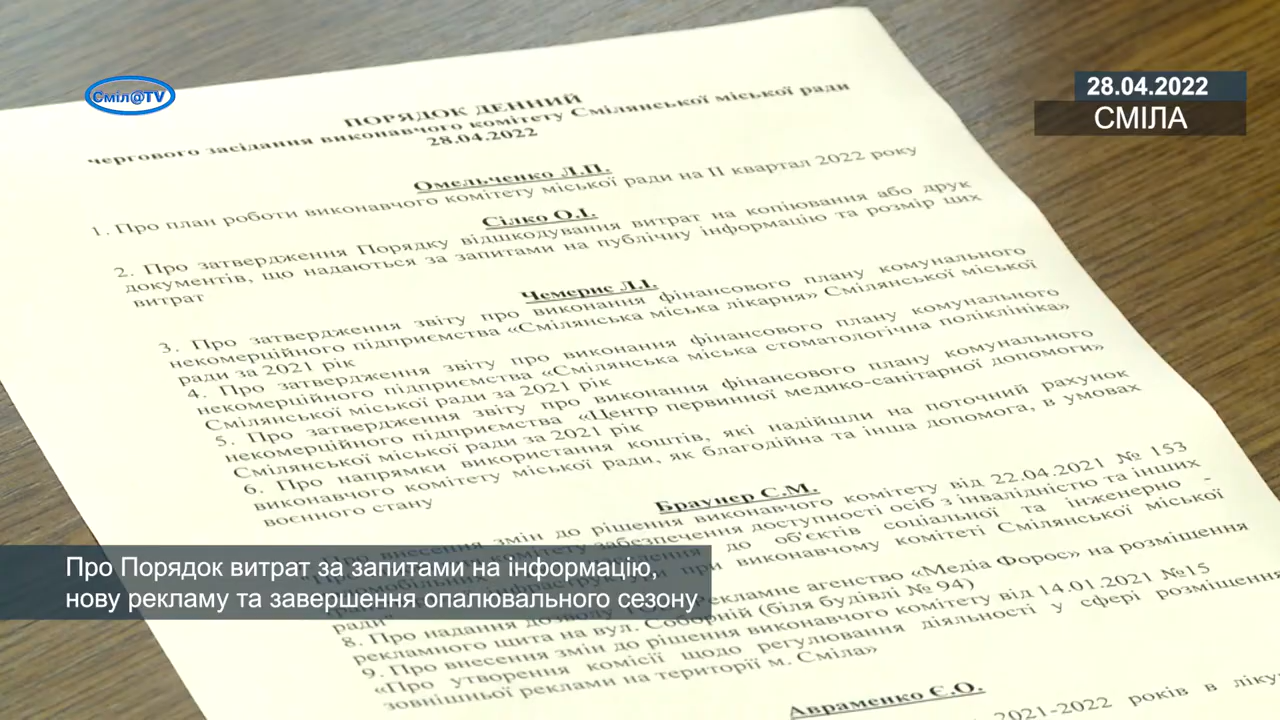 Сміл@TV
28.04.2022
СМІЛА
ПОРЯДОК ДЕННИЙ
чергового засідання виконавчого комітету Смілянської міської ради
28.04.2022
Омельченко Л.П.
1. Про план роботи виконавчого комітету міської ради на ІІ квартал 2022 року
Сілко О.І.
2. Про затвердження Порядку відшкодування витрат на копіювання або друк
документів, що надаються за запитами на публічну інформацію та розмір цих
витрат
Чемерис Л.І.
3. Про затвердження звіту про виконання фінансового плану комунального
некомерційного підприємства «Смілянська міська лікарня» Смілянської міської
ради за 2021 рік
4. Про затвердження звіту про виконання фінансового плану комунального
некомерційного підприємства «Смілянська міська стоматологічна поліклініка»
Смілянської міської ради за 2021 рік
5. Про затвердження звіту про виконання фінансового плану комунального
некомерційного підприємства «Центр первинної медико-санітарної допомоги»
Смілянської міської ради за 2021 рік
6. Про напрямки використання коштів, які надійшли на поточний рахунок
виконавчого комітету міської ради, як благодійна та інша допомога, в умовах
воєнного стану
Браунер С.М.
Про внесення змін до рішення виконавчого комітету від 22.04.2021 № 153
комітету забезпечення доступності осіб з інвалідністю та інших
до об'єктів соціальної та інженерно -
при виконавчому комітеті Смілянської міської
ради"
8. Про надання дозволу Рекламне агенство «Медіа Форос» на розміщення
рекламного щита на вул. Соборній (біля будівлі № 94)
9. Про внесення змін до рішення виконавчого комітету від 14.01.2021 №15
«Про утворення комісії щодо регулювання діяльності у сфері розміщення
зовнішньої реклами на території м. Сміла»
Авраменко Є.О.
2021-2022 років в
Про Порядок витрат за запитами на інформацію,
нову рекламу та завершення опалювального сезону